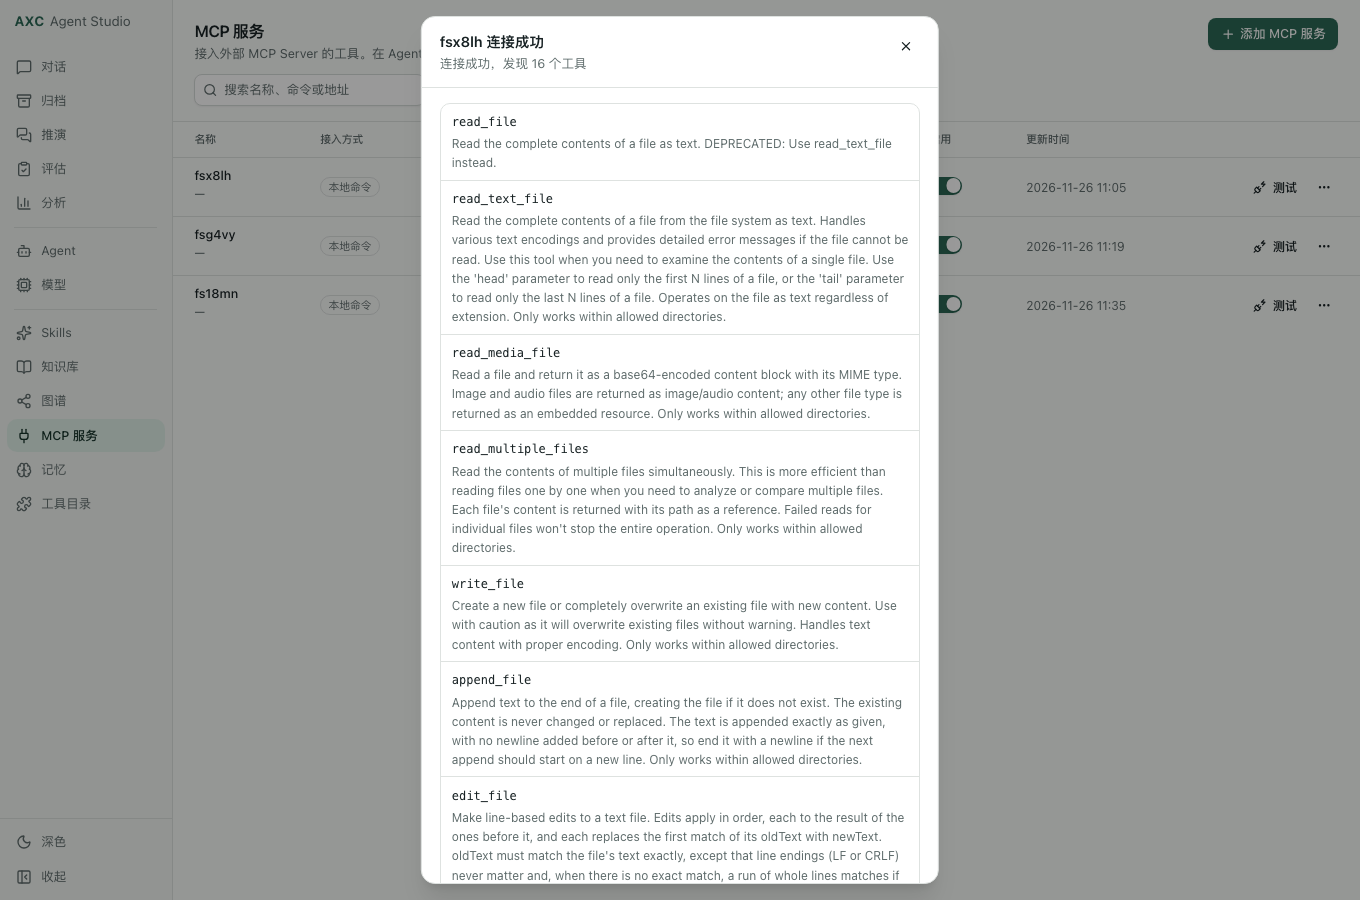 AXC Agent Studio
对话
归档
推演
评估
分析
Agent
模型
Skills
知识库
图谱
MCP 服务
记忆
工具目录
深色
收起
MCP 服务
接入外部 MCP Server 的工具。在 Agent
添加 MCP 服务
搜索名称、命令或地址
名称
接入方式
用
更新时间
fsx8lh
—
本地命令
2026-11-26 11:05
测试
fsg4vy
—
本地命令
2026-11-26 11:19
测试
fs18mn
—
本地命令
2026-11-26 11:35
测试
fsx8lh 连接成功
连接成功，发现 16 个工具
read_file
Read the complete contents of a file as text. DEPRECATED: Use read_text_file
instead.
read_text_file
Read the complete contents of a file from the file system as text. Handles
various text encodings and provides detailed error messages if the file cannot be
read. Use this tool when you need to examine the contents of a single file. Use
the 'head' parameter to read only the first N lines of a file, or the 'tail' parameter
to read only the last N lines of a file. Operates on the file as text regardless of
extension. Only works within allowed directories.
read_media_file
Read a file and return it as a base64-encoded content block with its MIME type.
Image and audio files are returned as image/audio content; any other file type is
returned as an embedded resource. Only works within allowed directories.
read_multiple_files
Read the contents of multiple files simultaneously. This is more efficient than
reading files one by one when you need to analyze or compare multiple files.
Each file's content is returned with its path as a reference. Failed reads for
individual files won't stop the entire operation. Only works within allowed
directories.
write_file
Create a new file or completely overwrite an existing file with new content. Use
with caution as it will overwrite existing files without warning. Handles text
content with proper encoding. Only works within allowed directories.
append_file
Append text to the end of a file, creating the file if it does not exist. The existing
content is never changed or replaced. The text is appended exactly as given,
with no newline added before or after it, so end it with a newline if the next
append should start on a new line. Only works within allowed directories.
edit_file
Make line-based edits to a text file. Edits apply in order, each to the result of the
ones before it, and each replaces the first match of its oldText with newText.
oldText must match the file's text exactly, except that line endings (LF or CRLF)
never matter and, when there is no exact match, a run of whole lines matches if